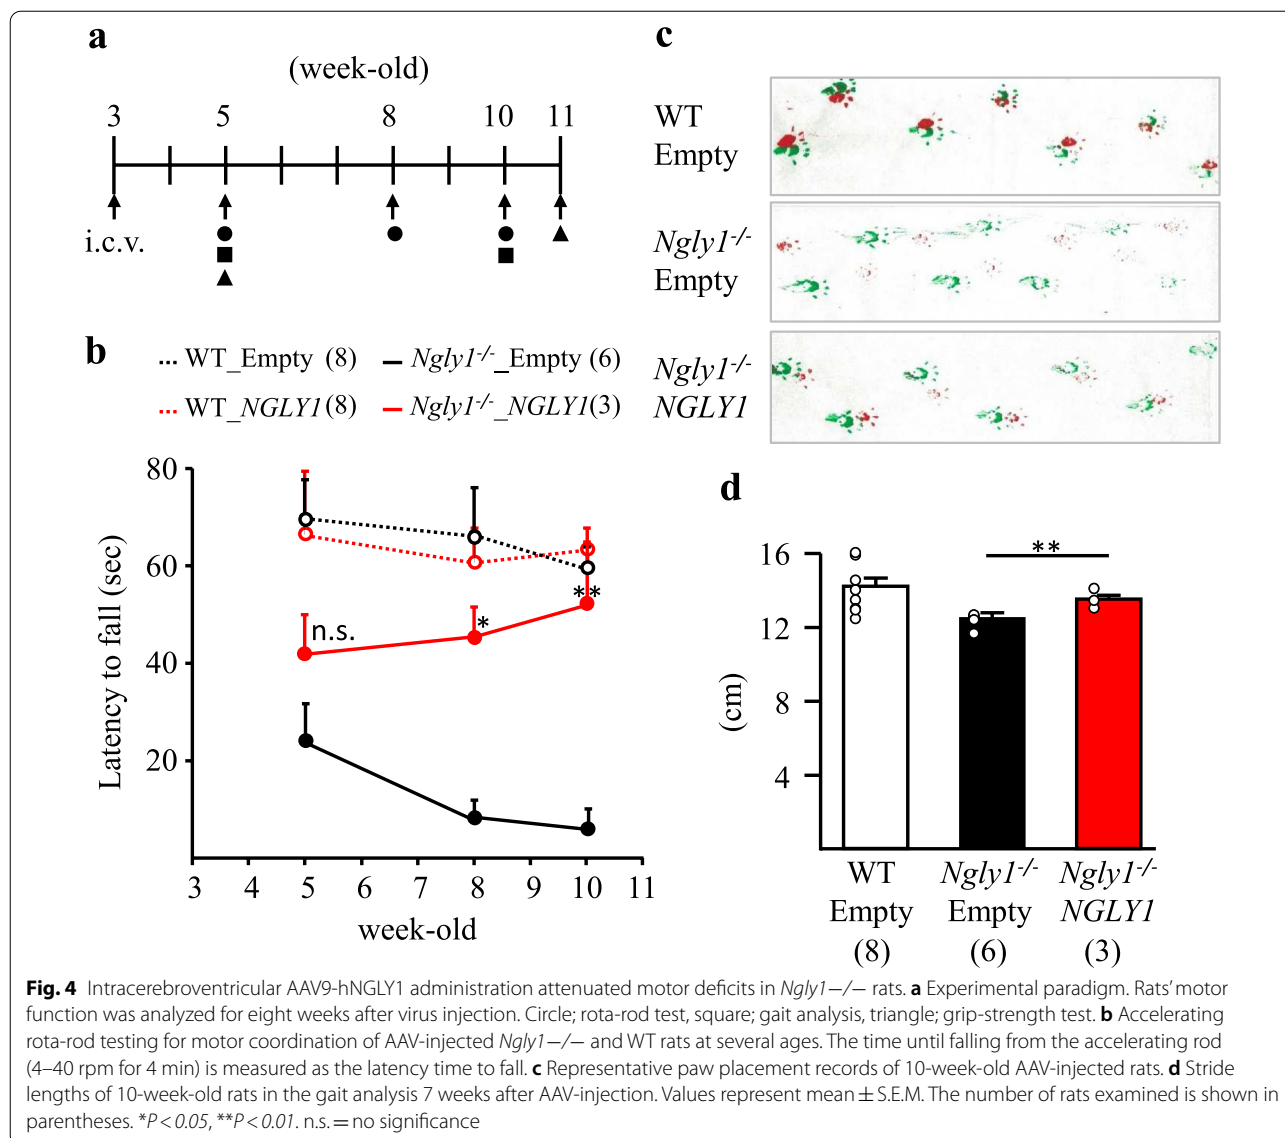 a
(week-old)
3 5 8 10 11
i.c.v.
b
WT_Empty (8) Ngly1-/-_Empty (6)
WT_NGLY1(8) Ngly1-/-_NGLY1(3)
80
60
40
20
Latency to fall (sec)
n.s.
*
**
3 4 5 6 7 8 9 10 11
week-old
c
WT
Empty
Ngly1-/-
Empty
Ngly1-/-
NGLY1
d
**
16
12
8
4
(cm)
WT Ngly1-/- Ngly1-/-
Empty Empty NGLY1
(8) (6) (3)
Fig. 4 Intracerebroventricular AAV9-hNGLY1 administration attenuated motor deficits in Ngly1−/− rats. a Experimental paradigm. Rats' motor
function was analyzed for eight weeks after virus injection. Circle; rota-rod test, square; gait analysis, triangle; grip-strength test. b Accelerating
rota-rod testing for motor coordination of AAV-injected Ngly1−/− and WT rats at several ages. The time until falling from the accelerating rod
(4–40 rpm for 4 min) is measured as the latency time to fall. c Representative paw placement records of 10-week-old AAV-injected rats. d Stride
lengths of 10-week-old rats in the gait analysis 7 weeks after AAV-injection. Values represent mean ± S.E.M. The number of rats examined is shown in
parentheses. *P < 0.05, **P < 0.01. n.s. = no significance